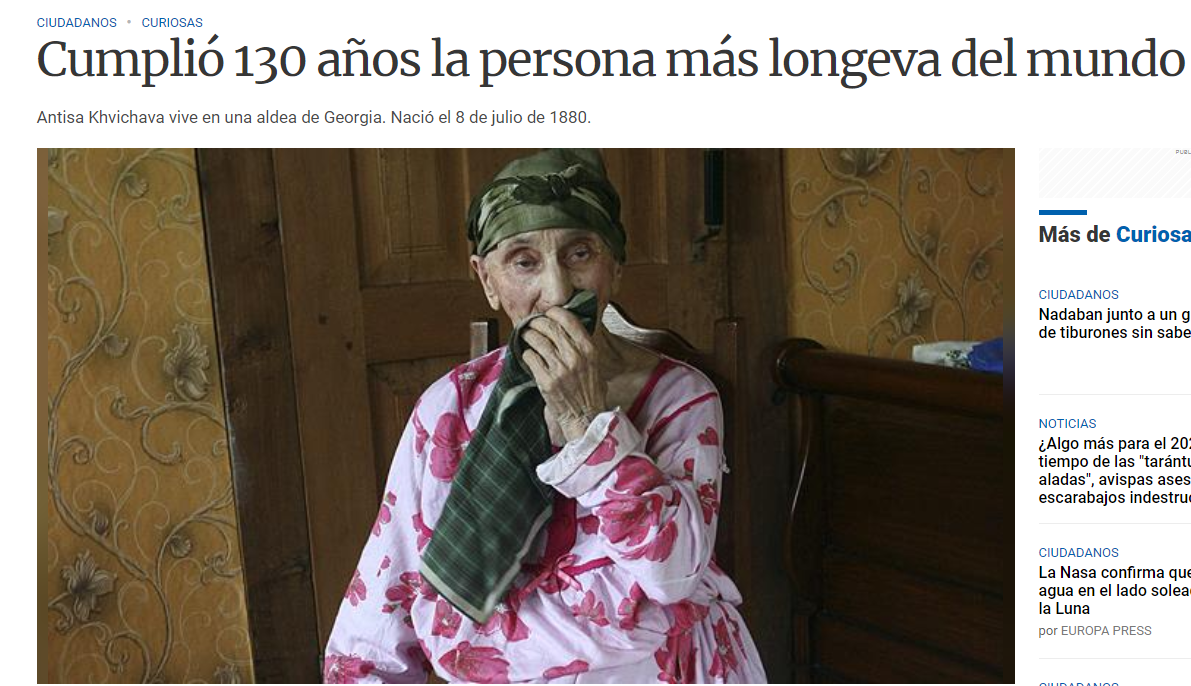 CIUDADANOS • CURIOSAS
Cumplió 130 años la persona más longeva del mundo
Antisa Khvichava vive en una aldea de Georgia. Nació el 8 de julio de 1880.
Más de
CIUDADANOS
Nadaban junto a un
de tiburones sin
NOTICIAS
¿Algo más para el
tiempo de las
aladas", avispas
escarabajos
CIUDADANOS
La Nasa confirma que
agua en el lado
la Luna
por EUROPA PRESS